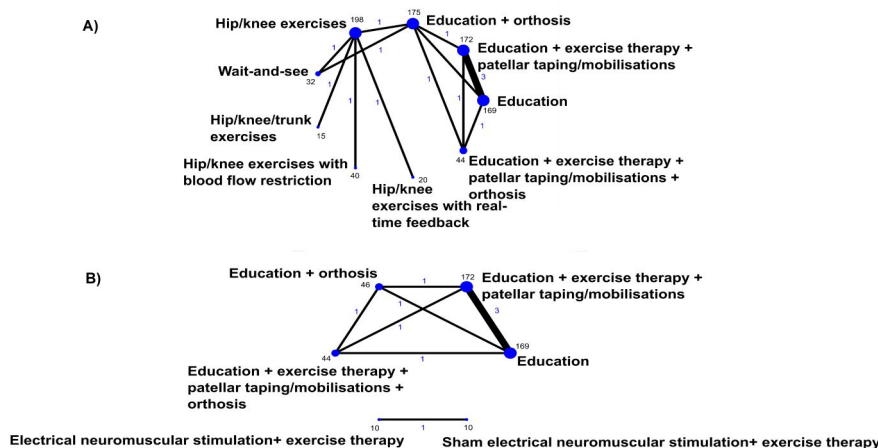 A)
Hip/knee exercises
198
1
175
Education + orthosis
1
172
Education + exercise therapy +
patellar taping/mobilisations
1
1
Wait-and-see
32
1
1
3
Education
169
Hip/knee/trunk
exercises
15
1
1
1
1
Hip/knee exercises with
blood flow restriction
40
20
Hip/knee
exercises with real-
time feedback
44
Education + exercise therapy +
patellar taping/mobilisations +
orthosis
B)
Education + orthosis
46
1
172
Education + exercise therapy +
patellar taping/mobilisations
1
1
1
3
44
1
169
Education
Education + exercise therapy +
patellar taping/mobilisations +
orthosis
10
1
10
Electrical neuromuscular stimulation+ exercise therapy
Sham electrical neuromuscular stimulation+ exercise therapy